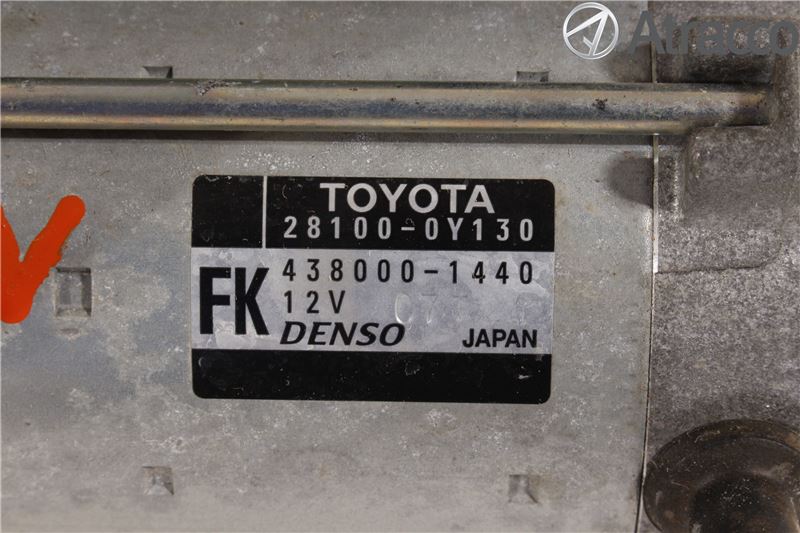 Atracco
TOYOTA
28100-0Y130
FK
438000-1440
12V
DENSO
JAPAN